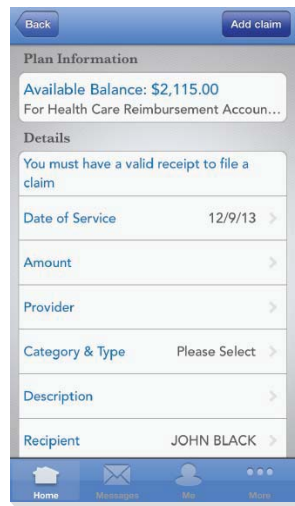 Back Add claim
Plan Information
Available Balance: $2,115.00
For Health Care Reimbursement Accoun...
Details
You must have a valid receipt to file a
claim
Date of Service 12/9/13
Amount
Provider
Category & Type Please Select
Description
Recipient JOHN BLACK
Home Messages Me More